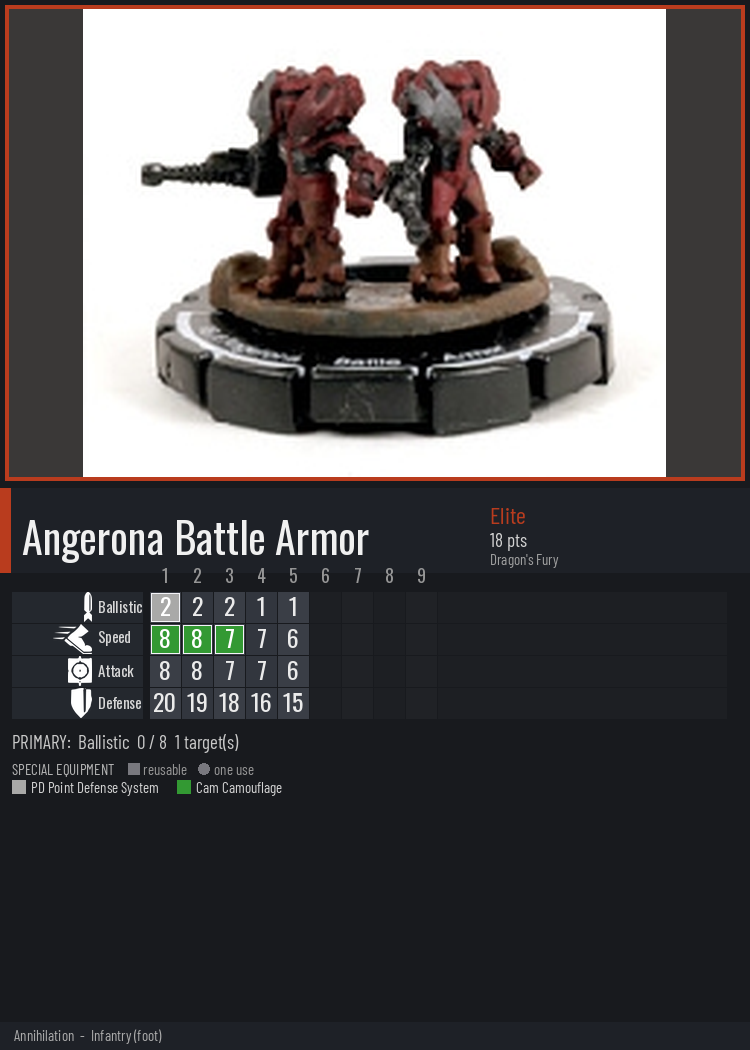 Battle Armor
Angerona Battle Armor
Elite
18 pts
Dragon's Fury
1 2 3 4 5 6 7 8 9
Ballistic 2 2 2 1 1
Speed 8 8 7 7 6
Attack 8 8 7 7 6
Defense 20 19 18 16 15
PRIMARY: Ballistic 0 / 8 1 target(s)
SPECIAL EQUIPMENT reusable one use
PD Point Defense System Cam Camouflage
Annihilation - Infantry (foot)